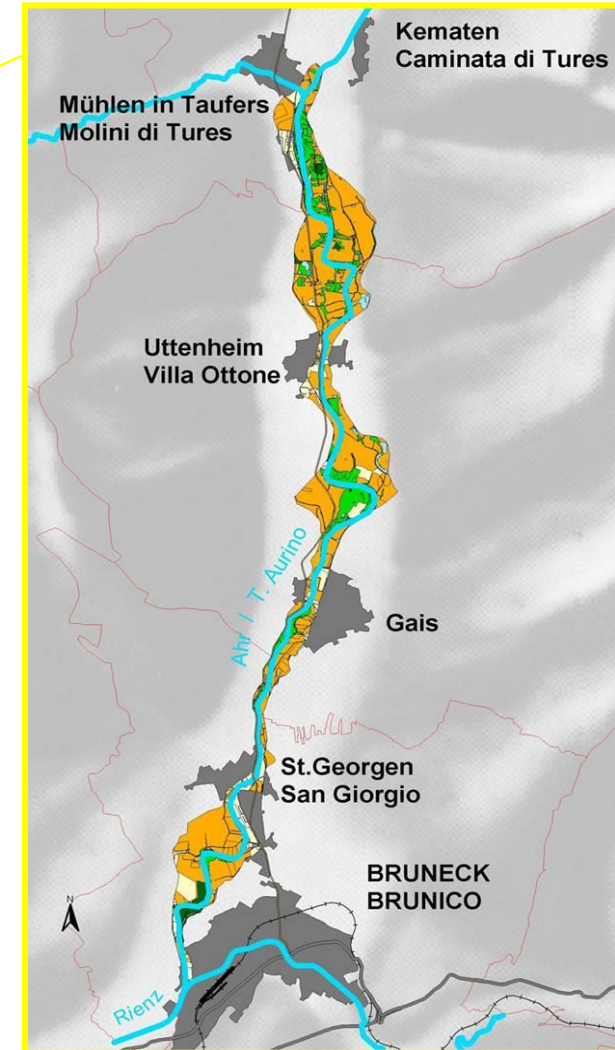 Kematen
Caminata di Tures
Mühlen in Taufers
Molini di Tures
Uttenheim
Villa Ottone
Ahr / T. Aurino
Gais
St.Georgen
San Giorgio
BRUNECK
BRUNICO
N
Rienz